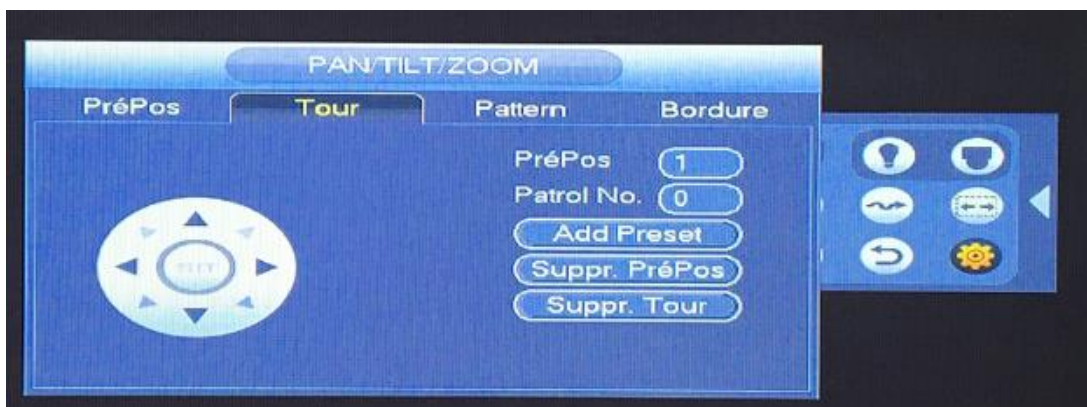 PAN/TILT/ZOOM
PréPos Tour Pattern Bordure
PréPos 1
Patrol No. 0
Add Preset
Suppr. PréPos
Suppr. Tour